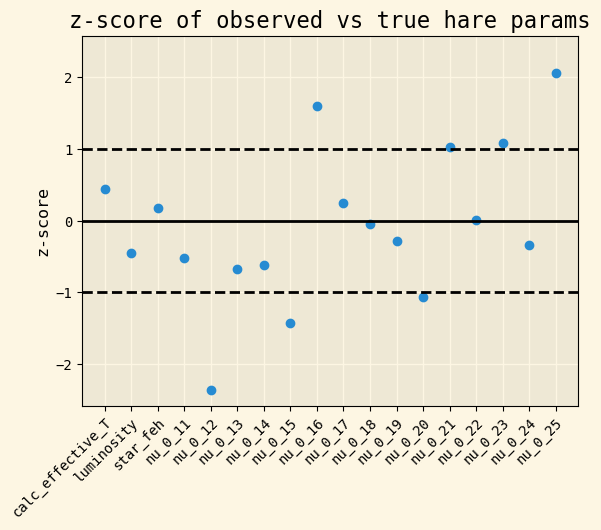 z-score of observed vs true hare params
z-score
2
1
0
−1
−2
calc_effective_T
luminosity
star_feh
nu_0_11
nu_0_12
nu_0_13
nu_0_14
nu_0_15
nu_0_16
nu_0_17
nu_0_18
nu_0_19
nu_0_20
nu_0_21
nu_0_22
nu_0_23
nu_0_24
nu_0_25